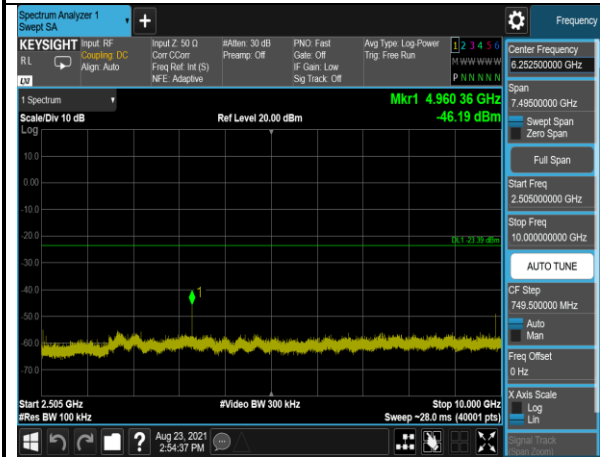 Spectrum Analyzer 1
Swept SA
Frequency
KEYSIGHT
RL
LXI
Input: RF
Coupling: DC
Align: Auto
Input Z: 50 Ω
Corr CCorr
Freq Ref: Int (S)
NFE: Adaptive
#Atten: 30 dB
Preamp: Off
PNO: Fast
Gate: Off
IF Gain: Low
Sig Track: Off
Avg Type: Log-Power
Trig: Free Run
1 2 3 4 5 6
M W W W W W
P N N N N N
1 Spectrum
Scale/Div 10 dB
Log
Ref Level 20.00 dBm
Mkr1 4.960 36 GHz
-46.19 dBm
10.0
0.00
-10.0
-20.0
DL1 -23.39 dBm
-30.0
-40.0
1
-50.0
-60.0
-70.0
Start 2.505 GHz
#Video BW 300 kHz
Stop 10.000 GHz
#Res BW 100 kHz
Sweep ~28.0 ms (40001 pts)
?
Aug 23, 2021
2:54:37 PM
Center Frequency
6.252500000 GHz
Span
7.49500000 GHz
Swept Span
Zero Span
Full Span
Start Freq
2.505000000 GHz
Stop Freq
10.000000000 GHz
AUTO TUNE
CF Step
749.500000 MHz
Auto
Man
Freq Offset
0 Hz
X Axis Scale
Log
Lin
Signal Track
(Span Zoom)